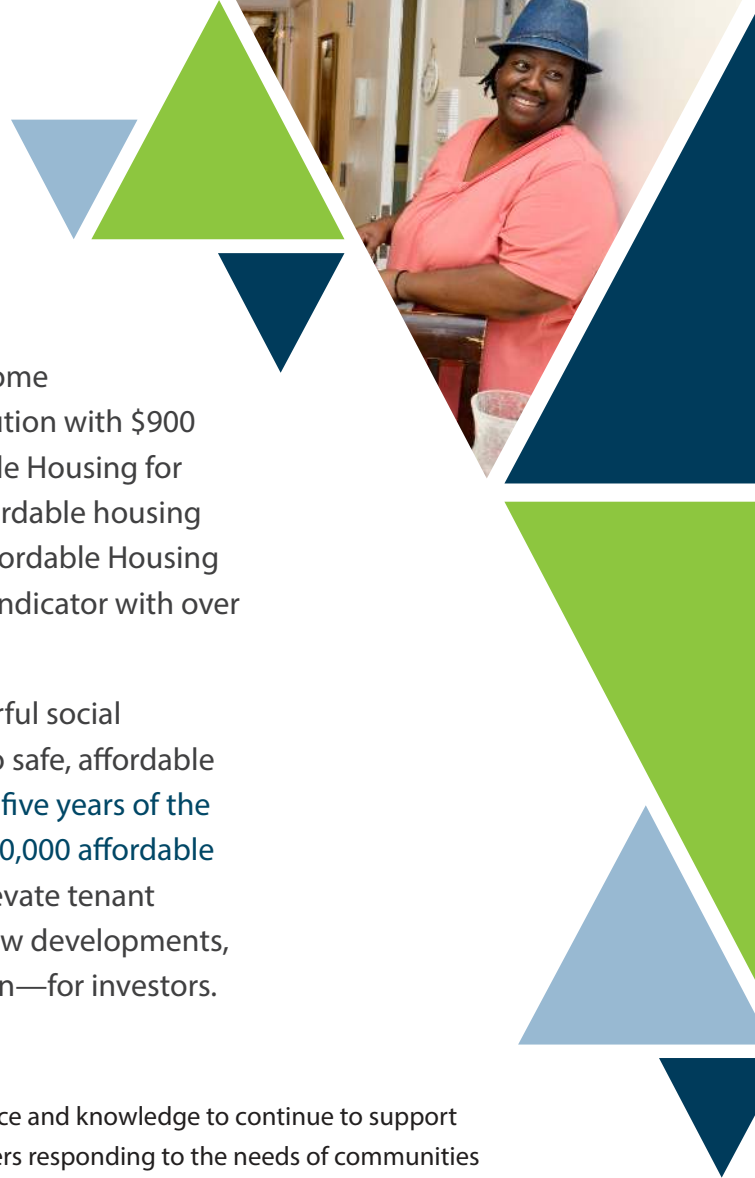 ome
ution with $900
le Housing for
rdable housing
ordable Housing
ndicator with over
rful social
o safe, affordable
five years of the
0,000 affordable
evate tenant
w developments,
n—for investors.
ce and knowledge to continue to support
ers responding to the needs of communities